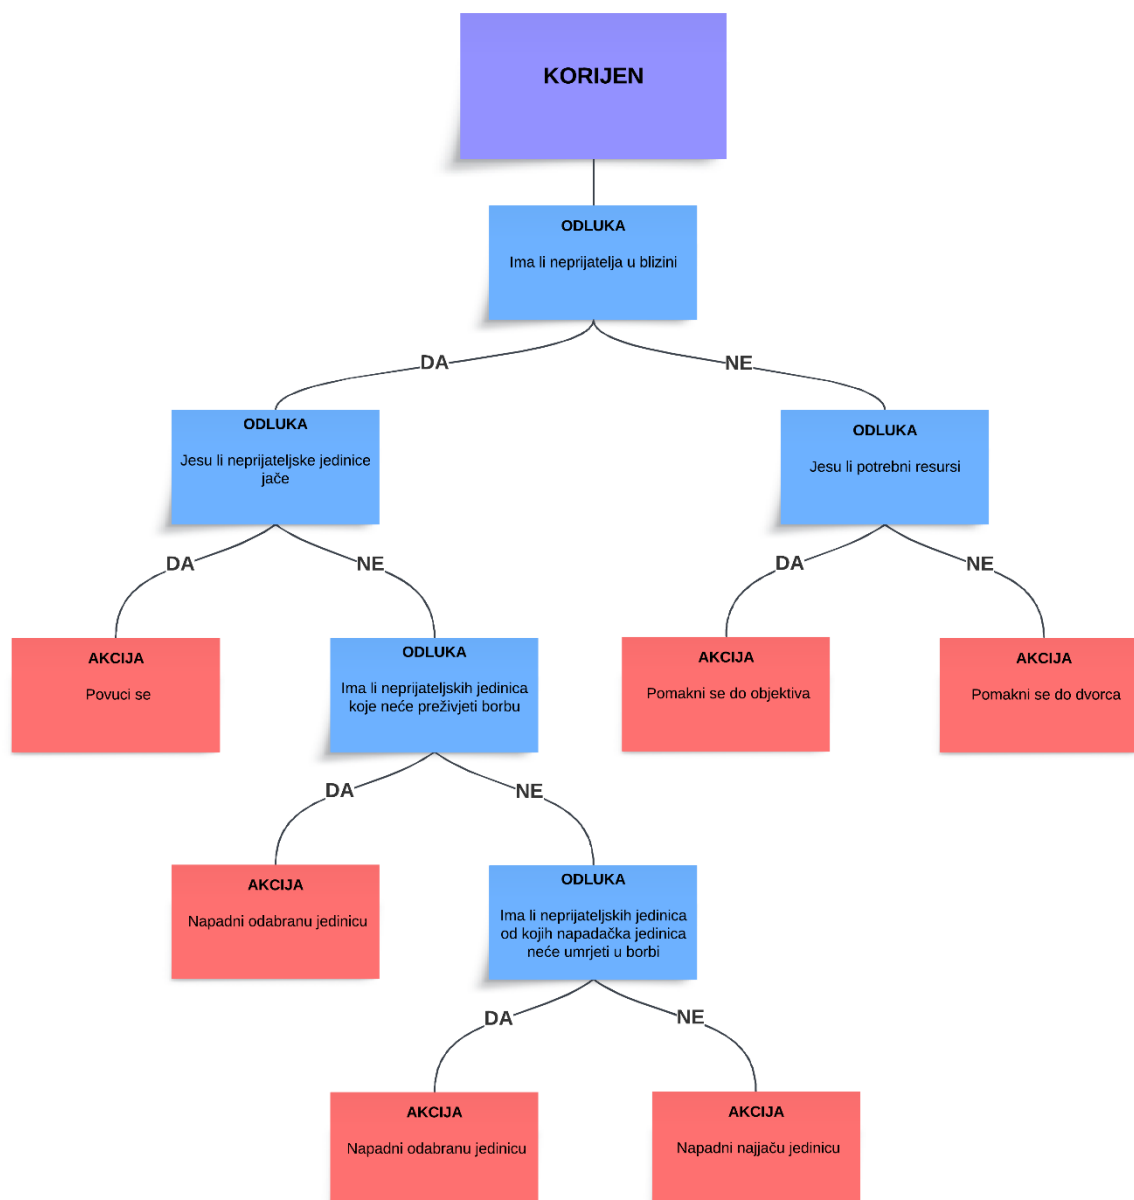 KORIJEN
ODLUKA
Ima li neprijatelja u blizini
DA
NE
ODLUKA
Jesu li neprijateljske jedinice
jače
ODLUKA
Jesu li potrebni resursi
DA
NE
DA
NE
AKCIJA
Povuci se
ODLUKA
Ima li neprijateljskih jedinica
koje neće preživjeti borbu
AKCIJA
Pomakni se do objektiva
AKCIJA
Pomakni se do dvorca
DA
NE
AKCIJA
Napadni odabranu jedinicu
ODLUKA
Ima li neprijateljskih jedinica
od kojih napadačka jedinica
neće umrjeti u borbi
DA
NE
AKCIJA
Napadni odabranu jedinicu
AKCIJA
Napadni najjaču jedinicu